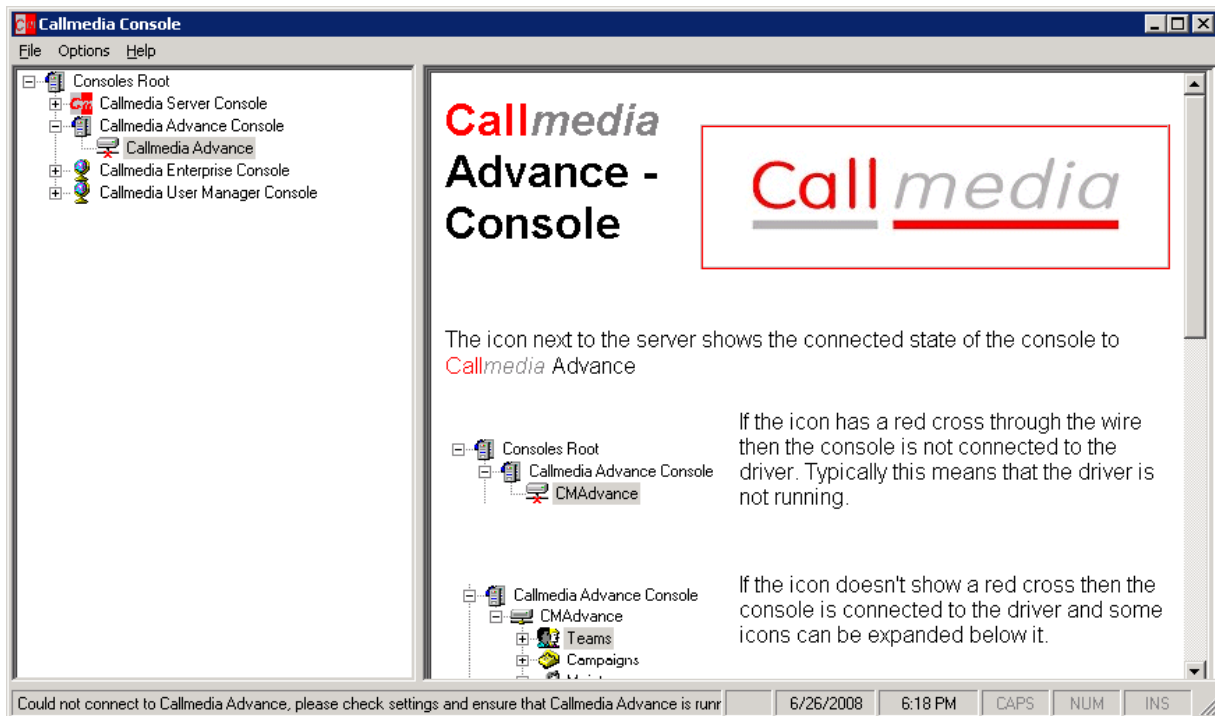 Callmedia Console
File Options Help
Consoles Root
Callmedia Server Console
Callmedia Advance Console
Callmedia Advance
Callmedia Enterprise Console
Callmedia User Manager Console
Callmedia
Advance -
Console
Call media
The icon next to the server shows the connected state of the console to
Callmedia Advance
Consoles Root
Callmedia Advance Console
CMAdvance
If the icon has a red cross through the wire
then the console is not connected to the
driver. Typically this means that the driver is
not running.
Callmedia Advance Console
CMAdvance
Teams
Campaigns
If the icon doesn't show a red cross then the
console is connected to the driver and some
icons can be expanded below it.
Could not connect to Callmedia Advance, please check settings and ensure that Callmedia Advance is runr
6/26/2008 6:18 PM CAPS NUM INS